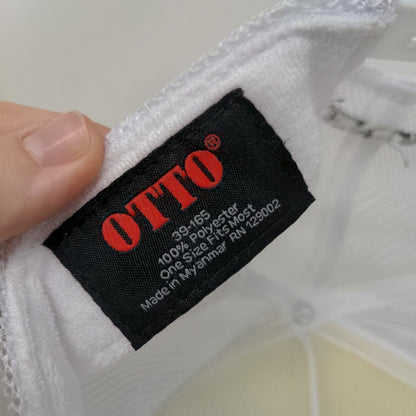 OTTO®
39-165
100% Polyester
One Size Fits Most
Made in Myanmar RN 129002